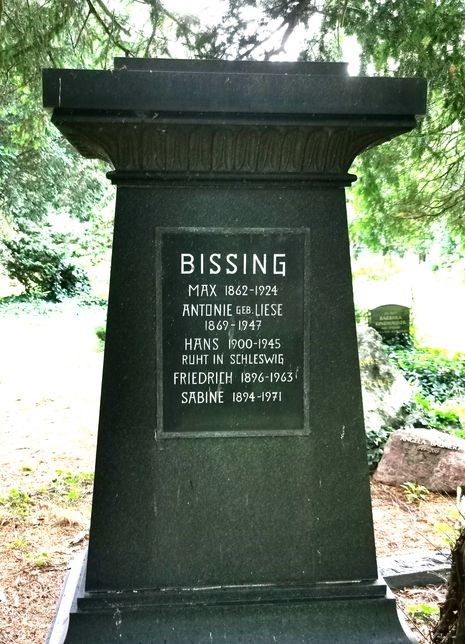 BISSING
MAX 1862-1924
ANTONIE GEB. LIESE
1869-1947
HANS 1900-1945
RUHT IN SCHLESWIG
FRIEDRICH 1896-1963
SABINE 1894-1971
BARBARA